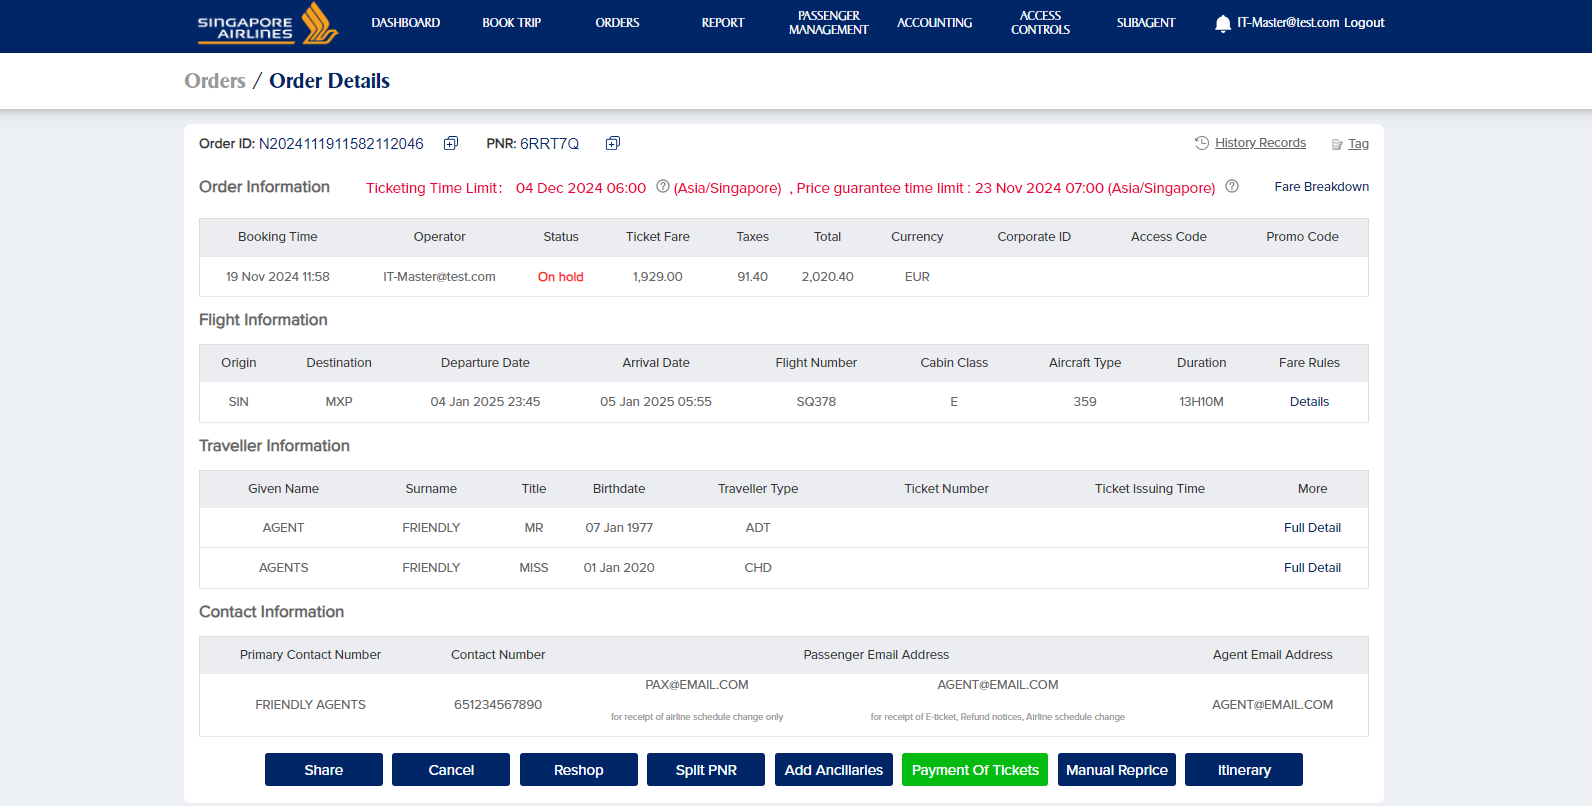 SINGAPORE
AIRLINES
DASHBOARD BOOK TRIP ORDERS REPORT PASSENGER MANAGEMENT ACCOUNTING ACCESS CONTROLS SUBAGENT IT-Master@test.com Logout
Orders / Order Details
Order ID: N2024111911582112046 PNR: 6RRT7Q History Records Tag
Order Information Ticketing Time Limit: 04 Dec 2024 06:00 ? (Asia/Singapore) , Price guarantee time limit : 23 Nov 2024 07:00 (Asia/Singapore) ? Fare Breakdown
Booking Time Operator Status Ticket Fare Taxes Total Currency Corporate ID Access Code Promo Code
19 Nov 2024 11:58 IT-Master@test.com On hold 1,929.00 91.40 2,020.40 EUR
Flight Information
Origin Destination Departure Date Arrival Date Flight Number Cabin Class Aircraft Type Duration Fare Rules
SIN MXP 04 Jan 2025 23:45 05 Jan 2025 05:55 SQ378 E 359 13H10M Details
Traveller Information
Given Name Surname Title Birthdate Traveller Type Ticket Number Ticket Issuing Time More
AGENT FRIENDLY MR 07 Jan 1977 ADT Full Detail
AGENTS FRIENDLY MISS 01 Jan 2020 CHD Full Detail
Contact Information
Primary Contact Number Contact Number Passenger Email Address Agent Email Address
PAX@EMAIL.COM AGENT@EMAIL.COM
FRIENDLY AGENTS 651234567890 AGENT@EMAIL.COM
for receipt of airline schedule change only for receipt of E-ticket, Refund notices, Airline schedule change
Share Cancel Reshop Split PNR Add Ancillaries Payment Of Tickets Manual Reprice Itinerary